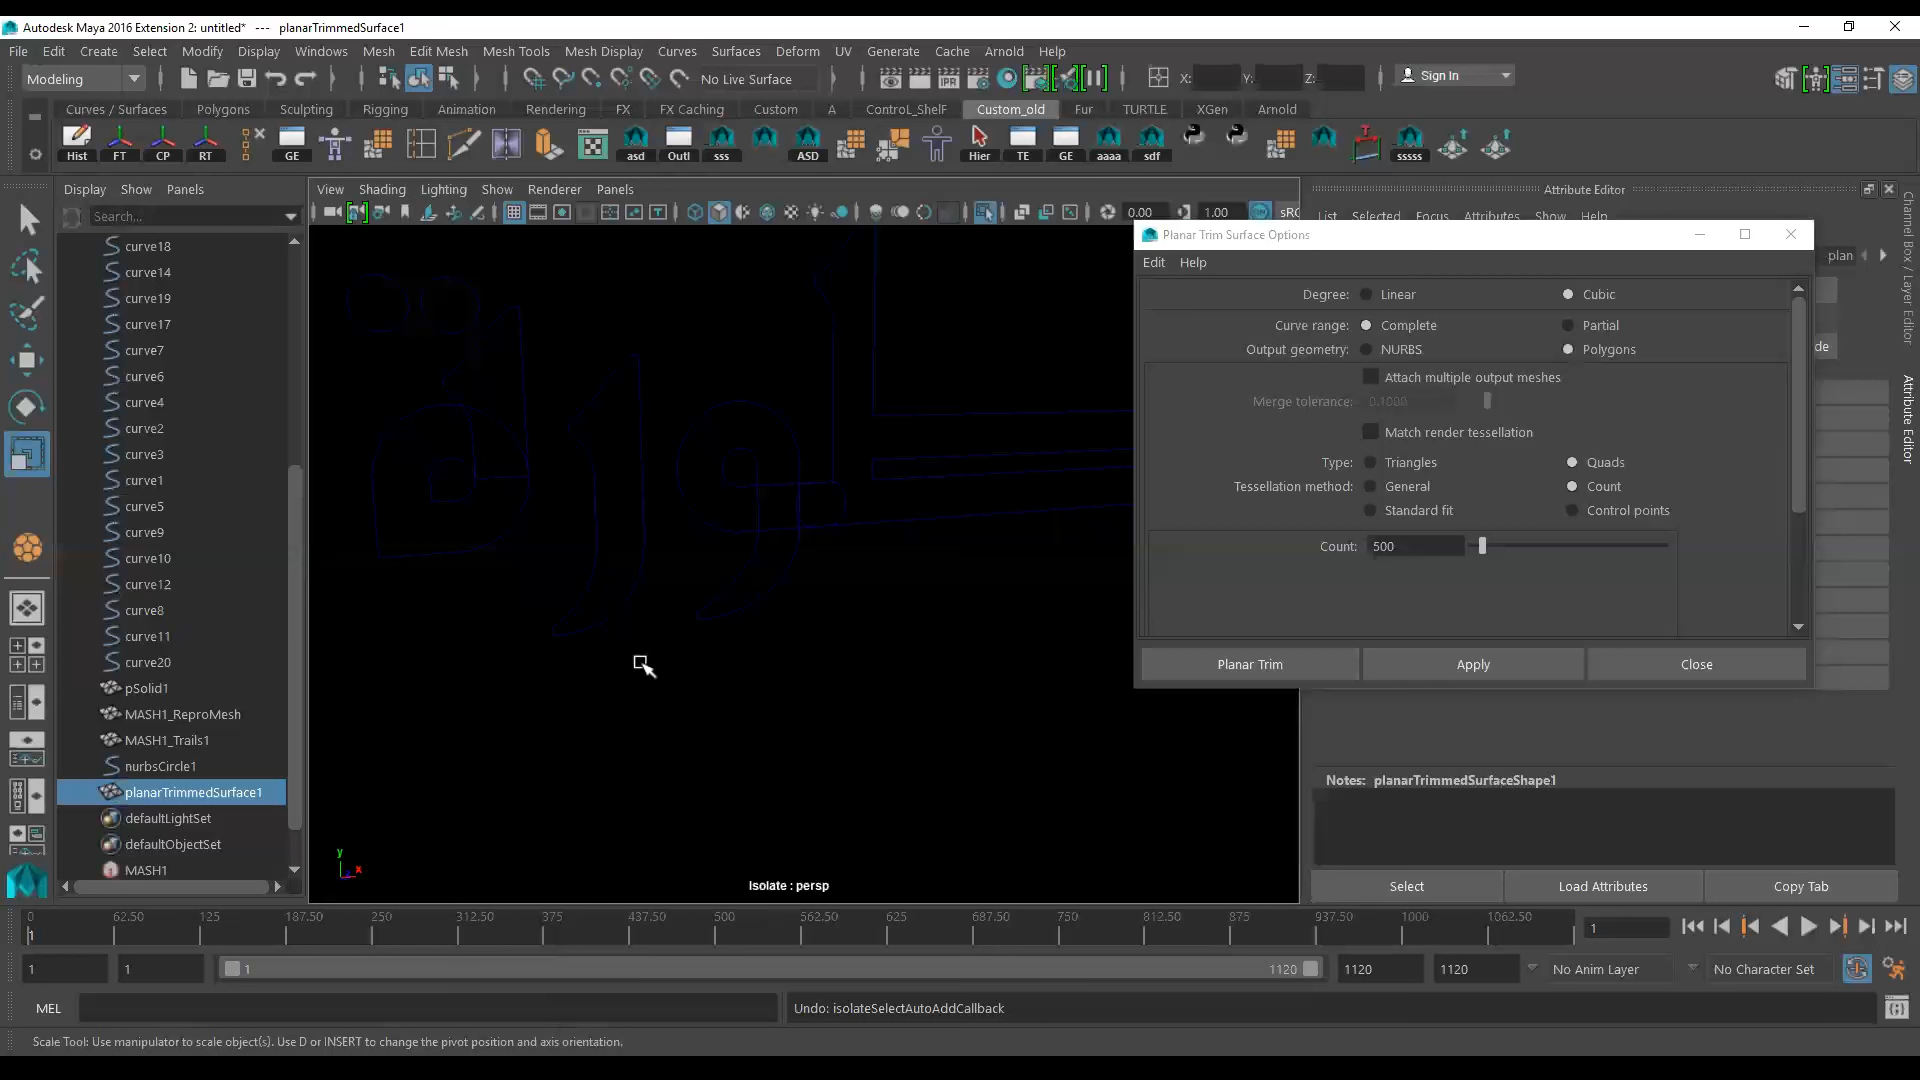 Autodesk Maya 2016 Extension 2: untitled* --- planarTrimmedSurface1
File Edit Create Select Modify Display Windows Mesh Edit Mesh Mesh Tools Mesh Display Curves Surfaces Deform UV Generate Cache Arnold Help
Modeling No Live Surface IPR X: Y: Z: Sign In
Curves / Surfaces Polygons Sculpting Rigging Animation Rendering FX FX Caching Custom A ControL_ShelF Custom_old Fur TURTLE XGen Arnold
Hist FT CP RT GE asd Outl sss ASD Hier TE GE aaaa sdf sssss
Display Show Panels
Search...
curve18
curve14
curve19
curve17
curve7
curve6
curve4
curve2
curve3
curve1
curve5
curve9
curve10
curve12
curve8
curve11
curve20
pSolid1
MASH1_ReproMesh
MASH1_Trails1
nurbsCircle1
planarTrimmedSurface1
defaultLightSet
defaultObjectSet
MASH1
View Shading Lighting Show Renderer Panels
0.00 1.00
y
x
Isolate : persp
Attribute Editor
List Selected Focus Attributes Show Help
plan
Planar Trim Surface Options
Edit Help
Degree: Linear Cubic
Curve range: Complete Partial
Output geometry: NURBS Polygons
Attach multiple output meshes
Merge tolerance: 0.1000
Match render tessellation
Type: Triangles Quads
Tessellation method: General Count
Standard fit Control points
Count: 500
Planar Trim Apply Close
Notes: planarTrimmedSurfaceShape1
Select Load Attributes Copy Tab
Channel Box / Layer Editor
Attribute Editor
0 62.50 125 187.50 250 312.50 375 437.50 500 562.50 625 687.50 750 812.50 875 937.50 1000 1062.50
1 1
1 1 1 1120 1120 1120 No Anim Layer No Character Set
MEL Undo: isolateSelectAutoAddCallback
Scale Tool: Use manipulator to scale object(s). Use D or INSERT to change the pivot position and axis orientation.